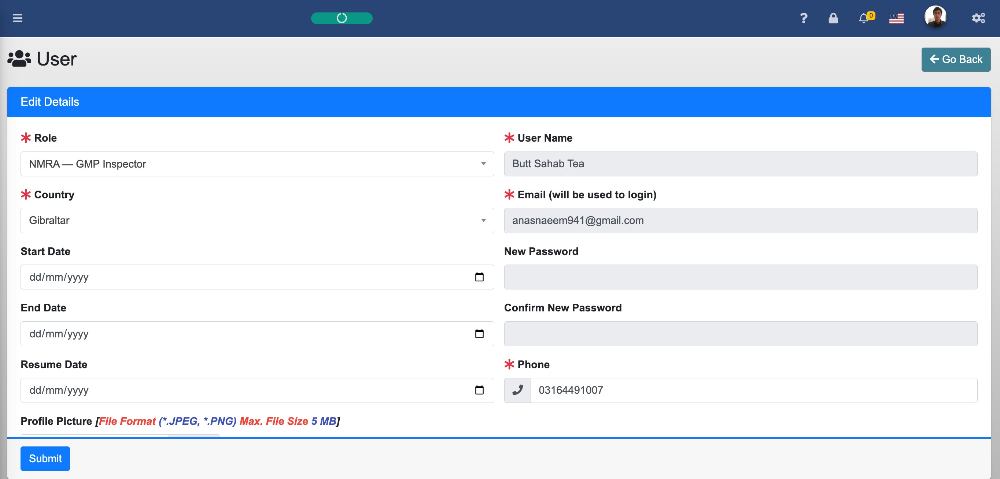 0
User
Go Back
Edit Details
Role
NMRA — GMP Inspector
User Name
Butt Sahab Tea
Country
Gibraltar
Email (will be used to login)
anasnaeem941@gmail.com
Start Date
dd/mm/yyyy
New Password
End Date
dd/mm/yyyy
Confirm New Password
Resume Date
dd/mm/yyyy
Phone
03164491007
Profile Picture [File Format (*.JPEG, *.PNG) Max. File Size 5 MB]
Submit